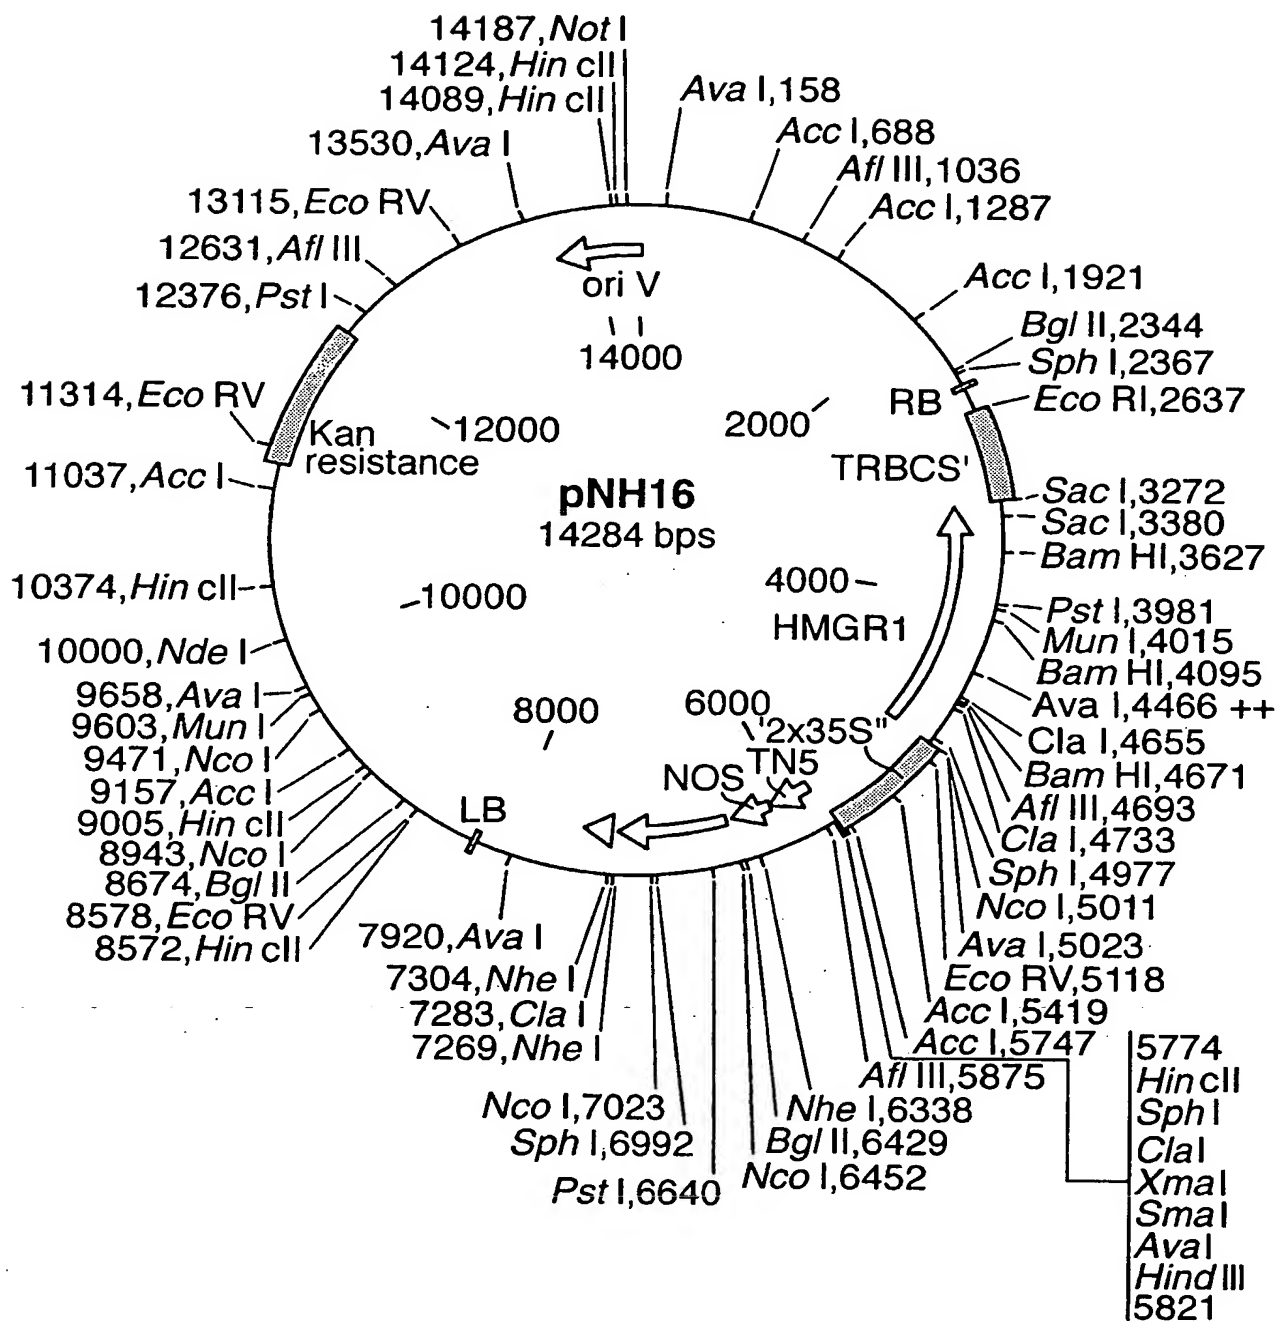 14187, Not I
14124, Hin cII
14089, Hin cII
13530, Ava I
13115, Eco RV
12631, Afl III
12376, Pst I
11314, Eco RV
11037, Acc I
10374, Hin cII
10000, Nde I
9658, Ava I
9603, Mun I
9471, Nco I
9157, Acc I
9005, Hin cII
8943, Nco I
8674, Bgl II
8578, Eco RV
8572, Hin cII
7920, Ava I
7304, Nhe I
7283, Cla I
7269, Nhe I
Nco I,7023
Sph I,6992
Pst I,6640
Ava I,158
Acc I,688
Afl III,1036
Acc I,1287
Acc I,1921
Bgl II,2344
Sph I,2367
Eco RI,2637
Sac I,3272
Sac I,3380
Bam HI,3627
Pst I,3981
Mun I,4015
Bam HI,4095
Ava I,4466 ++
Cla I,4655
Bam HI,4671
Afl III,4693
Cla I,4733
Sph I,4977
Nco I,5011
Ava I,5023
Eco RV,5118
Acc I,5419
Acc I,5747
Afl III,5875
Nhe I,6338
Bgl II,6429
Nco I,6452
5774
Hin cII
Sph I
Cla I
Xma I
Sma I
Ava I
Hind III
5821
ori V
14000
2000
4000
6000
8000
10000
12000
Kan
resistance
pNH16
14284 bps
RB
TRBCS'
HMGR1
'2x35S"
TN5
NOS
LB